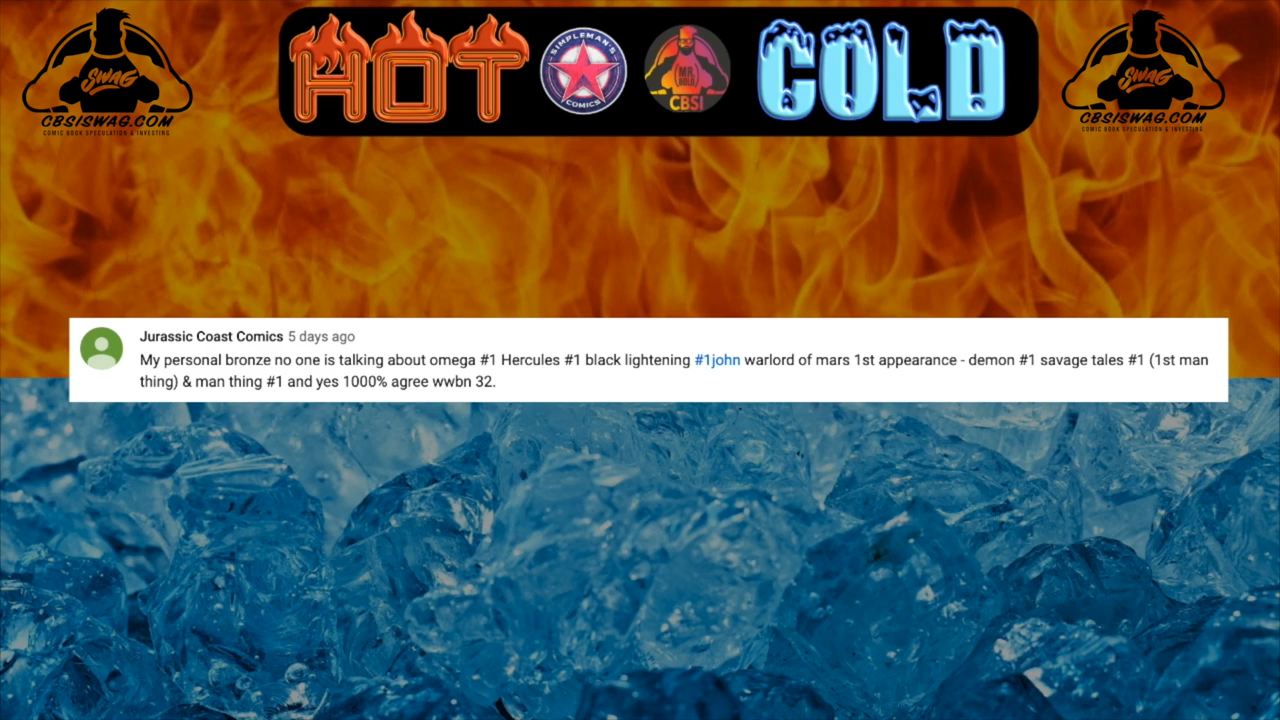 SWAG
CBSISWAG.COM
COMIC BOOK SPECULATION & INVESTING
HOT
SIMPLEMAN'S
COMICS
MR.
BOLO
CBSI
COLD
SWAG
CBSISWAG.COM
COMIC BOOK SPECULATION & INVESTING
Jurassic Coast Comics 5 days ago
My personal bronze no one is talking about omega #1 Hercules #1 black lightening #1john warlord of mars 1st appearance - demon #1 savage tales #1 (1st man
thing) & man thing #1 and yes 1000% agree wwbn 32.